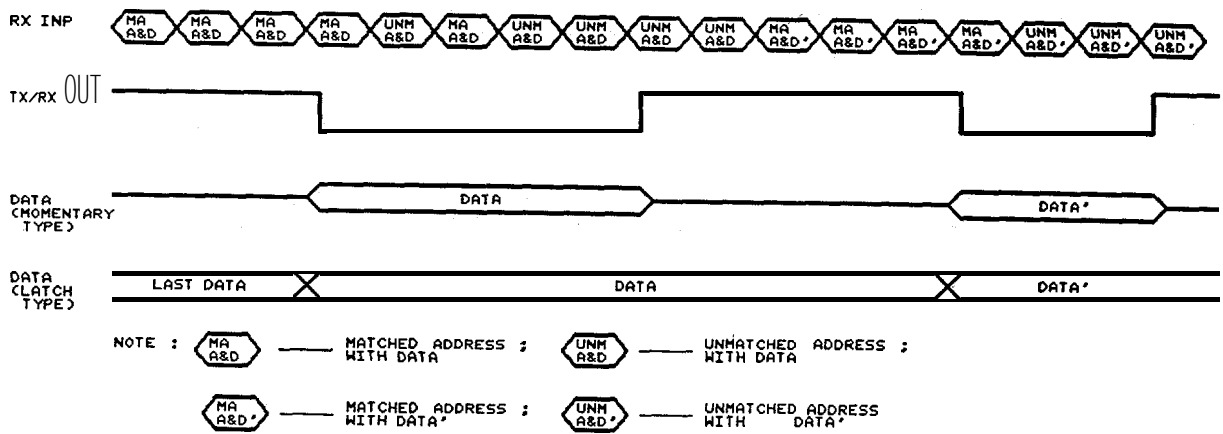 RX INP
MA A&D MA A&D MA A&D MA A&D UNM A&D MA A&D UNM A&D UNM A&D UNM A&D UNM A&D MA A&D' MA A&D' MA A&D' MA A&D' UNM A&D' UNM A&D' UNM A&D'
TX/RX OUT
DATA
(MOMENTARY
TYPE)
DATA
DATA'
DATA
(LATCH
TYPE)
LAST DATA
DATA
DATA'
NOTE :
MA
A&D
MATCHED ADDRESS ;
WITH DATA
UNM
A&D
UNMATCHED ADDRESS ;
WITH DATA
MA
A&D'
MATCHED ADDRESS ;
WITH DATA'
UNM
A&D'
UNMATCHED ADDRESS
WITH DATA'